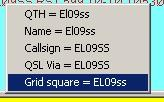 QTH = El09ss
Name = El09ss
Callsign = EL09SS
QSL Via = EL09SS
Grid square = EL09ss